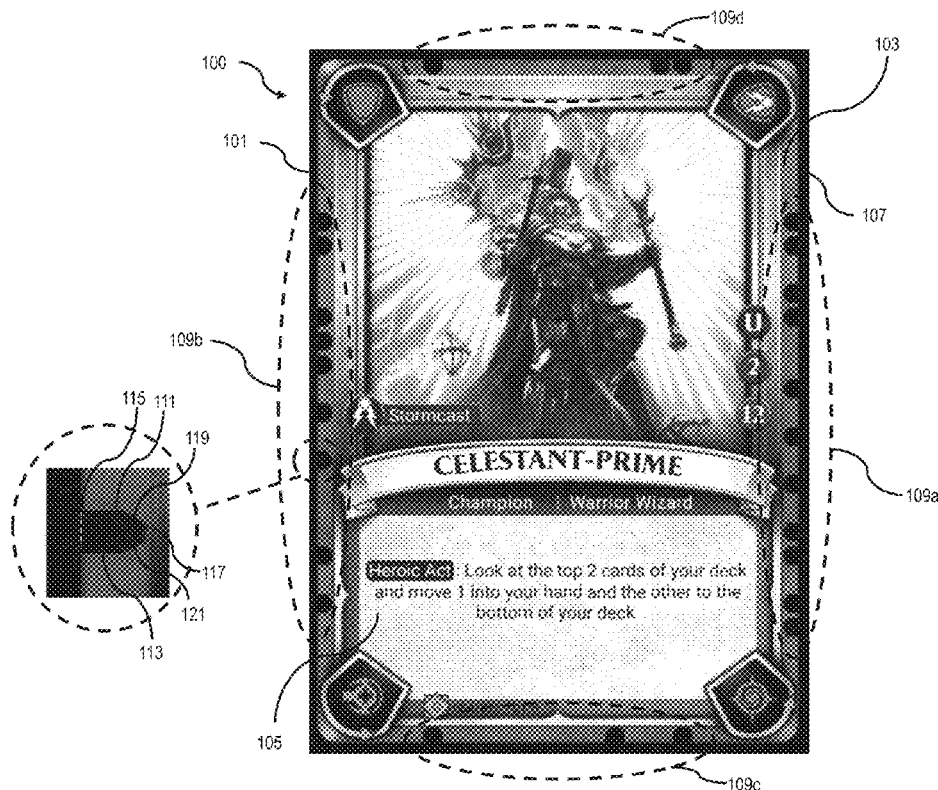 109d
103
100
101
107
U
109b
2
115
111
119
Stormcast
CELESTANT-PRIME
109a
Champion Warrior Wizard
117
Heroic Act : Look at the top 2 cards of your deck
and move 1 into your hand and the other to the
bottom of your deck
121
113
105
109c